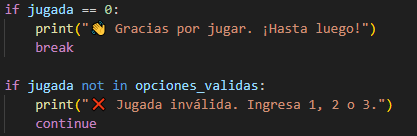 if jugada == 0:
    print("👋 Gracias por jugar. ¡Hasta luego!")
    break

if jugada not in opciones_validas:
    print("❌ Jugada inválida. Ingresa 1, 2 o 3.")
    continue